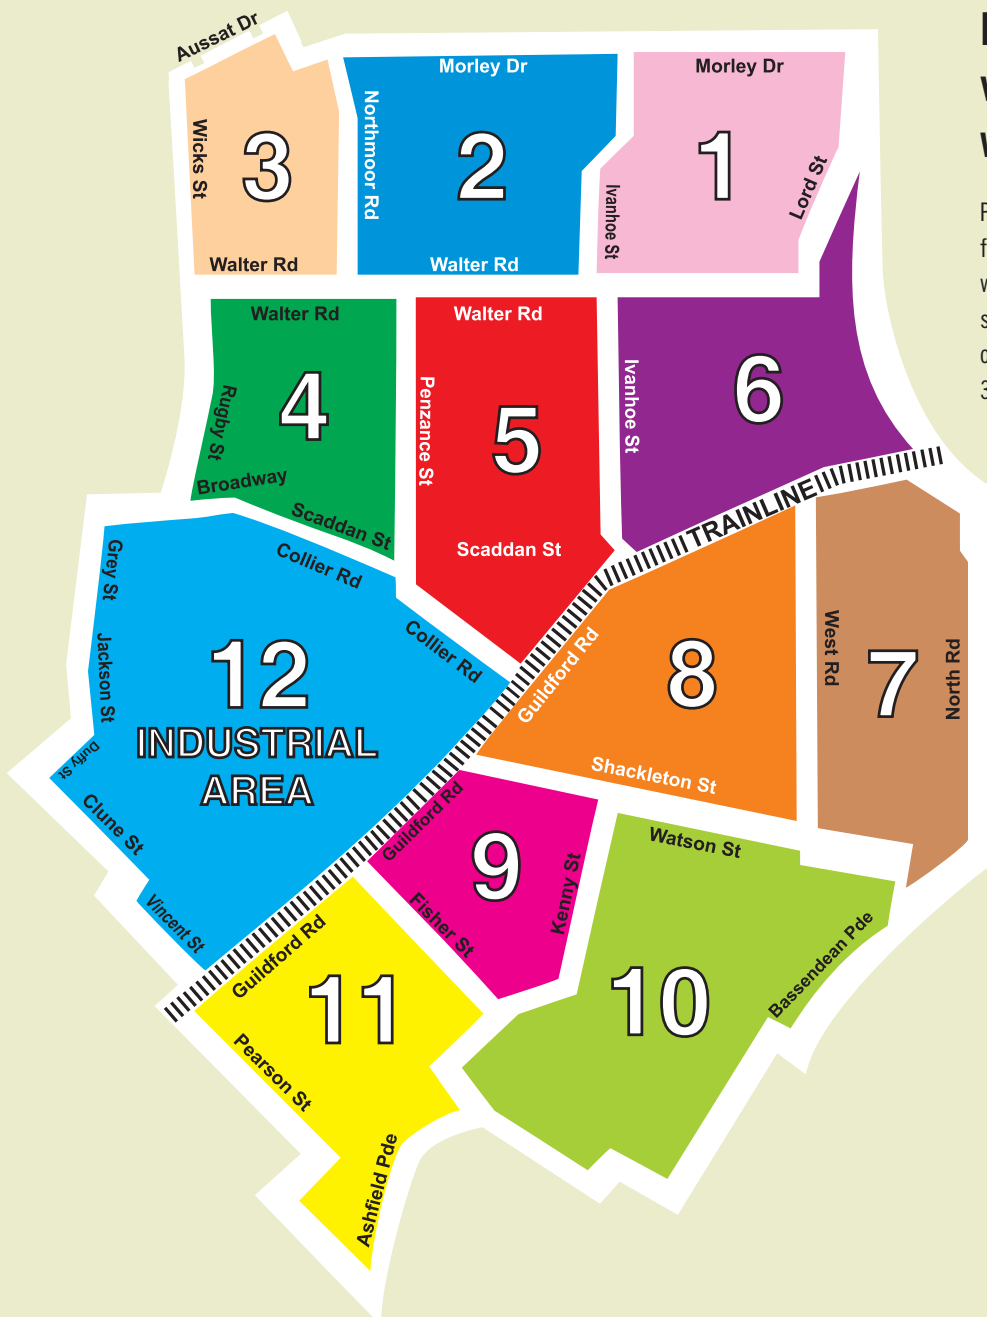 Aussat Dr
Wicks St
3
Walter Rd
Morley Dr
Northmoor Rd
2
Walter Rd
Morley Dr
1
Ivanhoe St
Lord St
Walter Rd
4
Rugby St
Broadway
Scaddan St
Walter Rd
Penzance St
5
Scaddan St
Ivanhoe St
6
TRAINLINE
Grey St
Collier Rd
Jackson St
Collier Rd
12
INDUSTRIAL
AREA
Duffy St
Clune St
Vincent St
Guildford Rd
8
Shackleton St
West Rd
7
North Rd
Guildford Rd
9
Fisher St
Kenny St
Watson St
10
Bassendean Pde
Guildford Rd
11
Pearson St
Ashfield Pde